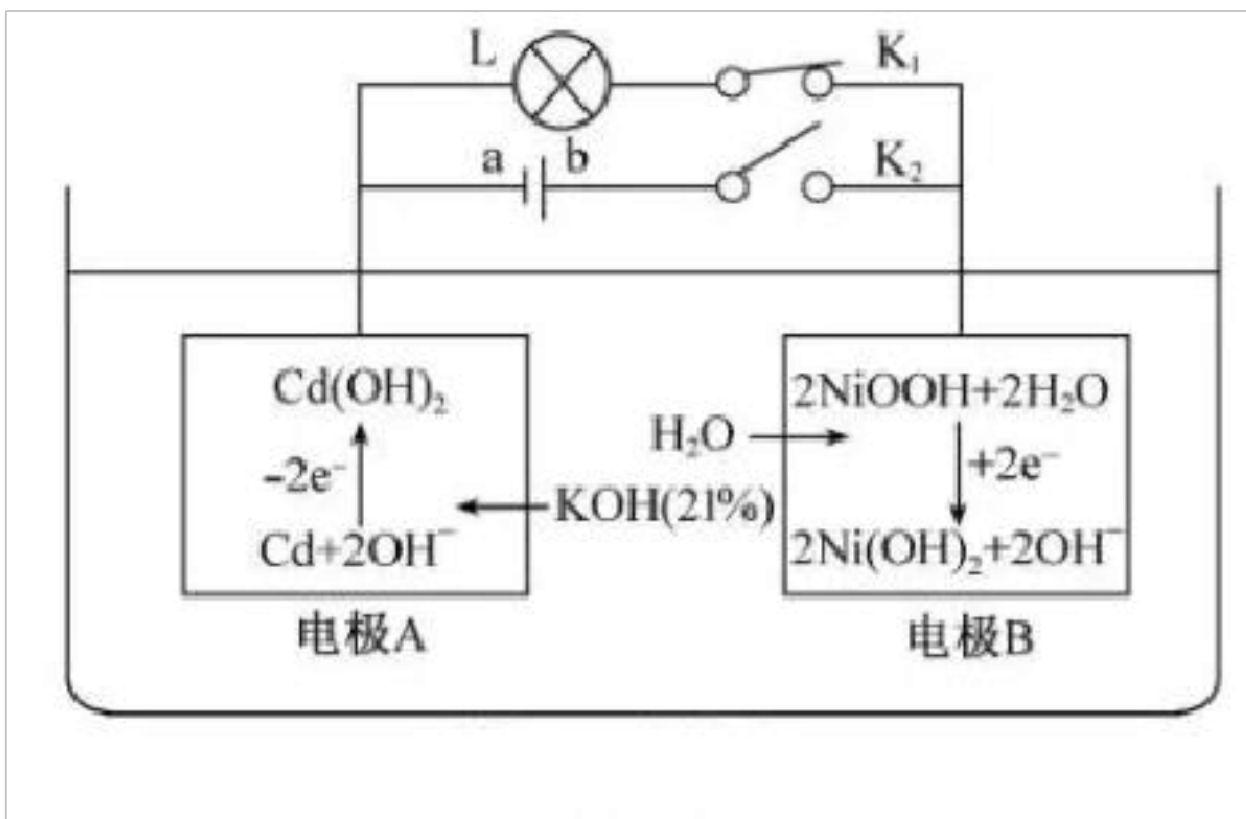 L
K₁
a
b
K₂
Cd(OH)₂
-2e⁻
Cd+2OH⁻
电极A
H₂O
KOH(21%)
2NiOOH+2H₂O
+2e⁻
2Ni(OH)₂+2OH⁻
电极B